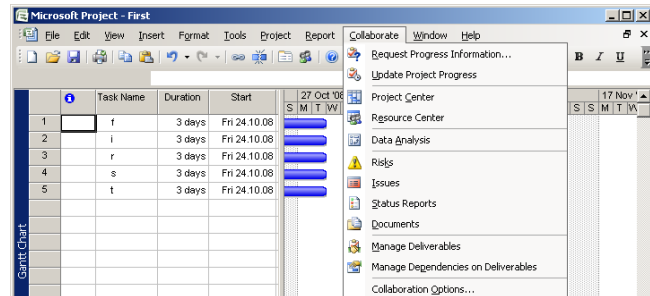 Microsoft Project - First
File Edit View Insert Format Tools Project Report Collaborate Window Help
B I U
Task Name Duration Start 27 Oct '08 17 Nov '
S M T W S S M T W
1 f 3 days Fri 24.10.08
2 i 3 days Fri 24.10.08
3 r 3 days Fri 24.10.08
4 s 3 days Fri 24.10.08
5 t 3 days Fri 24.10.08
Gantt Chart
Request Progress Information...
Update Project Progress
Project Center
Resource Center
Data Analysis
Risks
Issues
Status Reports
Documents
Manage Deliverables
Manage Dependencies on Deliverables
Collaboration Options...